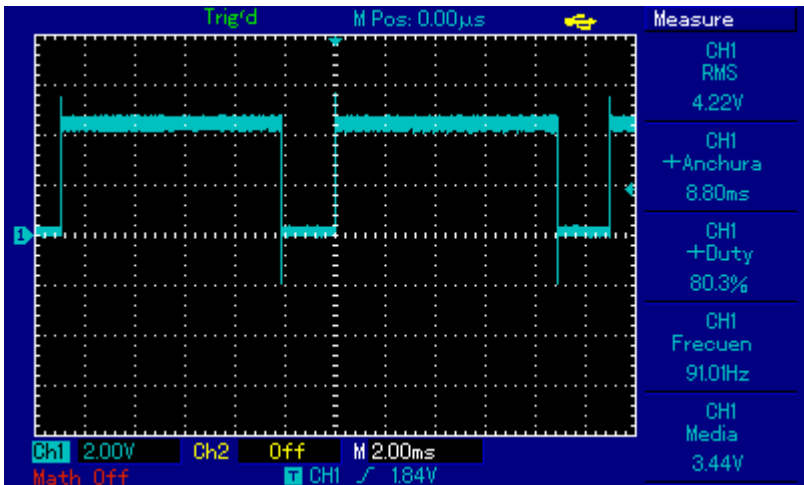 Trig'd M Pos: 0.00µs Measure
CH1
RMS
4.22V
CH1
+Anchura
8.80ms
1
CH1
+Duty
80.3%
CH1
Frecuen
91.01Hz
CH1
Media
3.44V
Ch1 2.00V Ch2 Off M 2.00ms
Math Off T CH1 1.84V